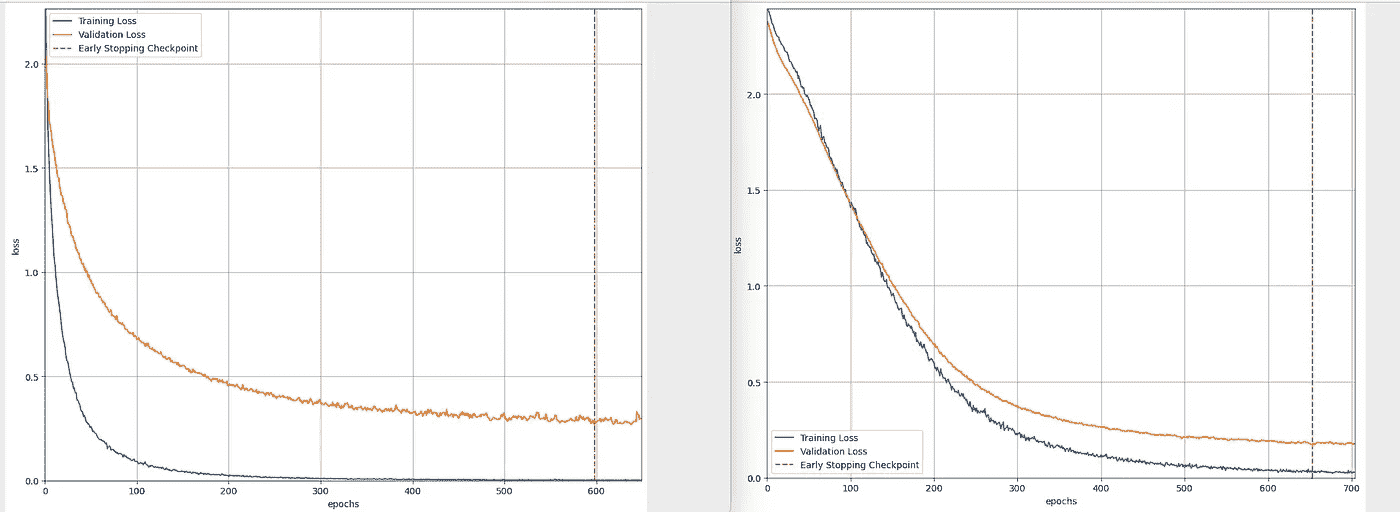 Training Loss
Validation Loss
Early Stopping Checkpoint
2.0
1.5
1.0
0.5
0.0
loss
0 100 200 300 400 500 600
epochs
2.0
1.5
1.0
0.5
0.0
loss
Training Loss
Validation Loss
Early Stopping Checkpoint
0 100 200 300 400 500 600 700
epochs